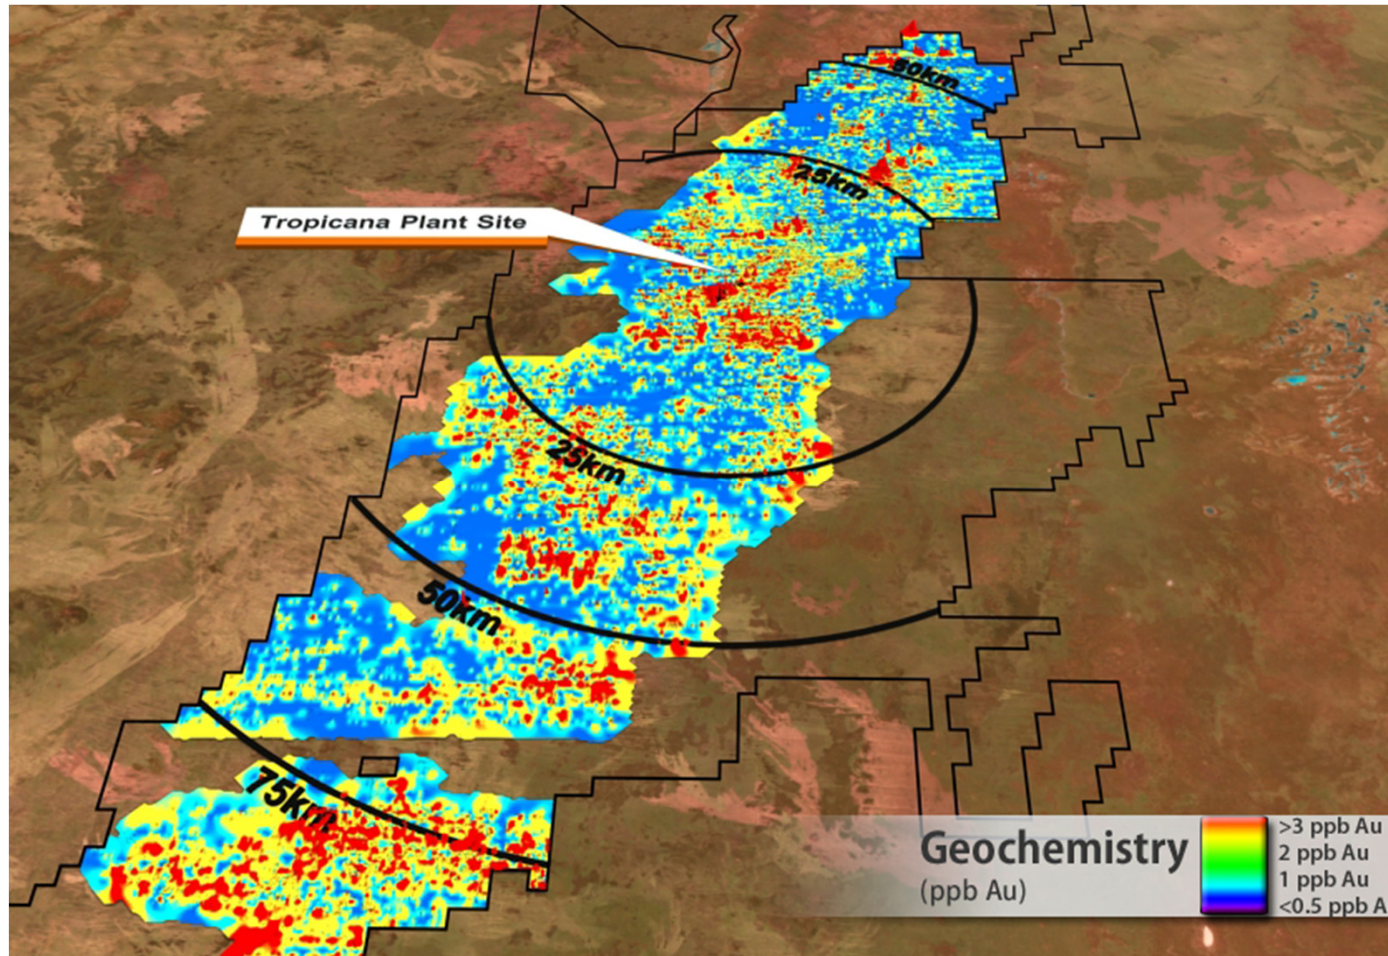 50km
25km
Tropicana Plant Site
25km
50km
75km
Geochemistry
(ppb Au)
>3 ppb Au
2 ppb Au
1 ppb Au
<0.5 ppb A